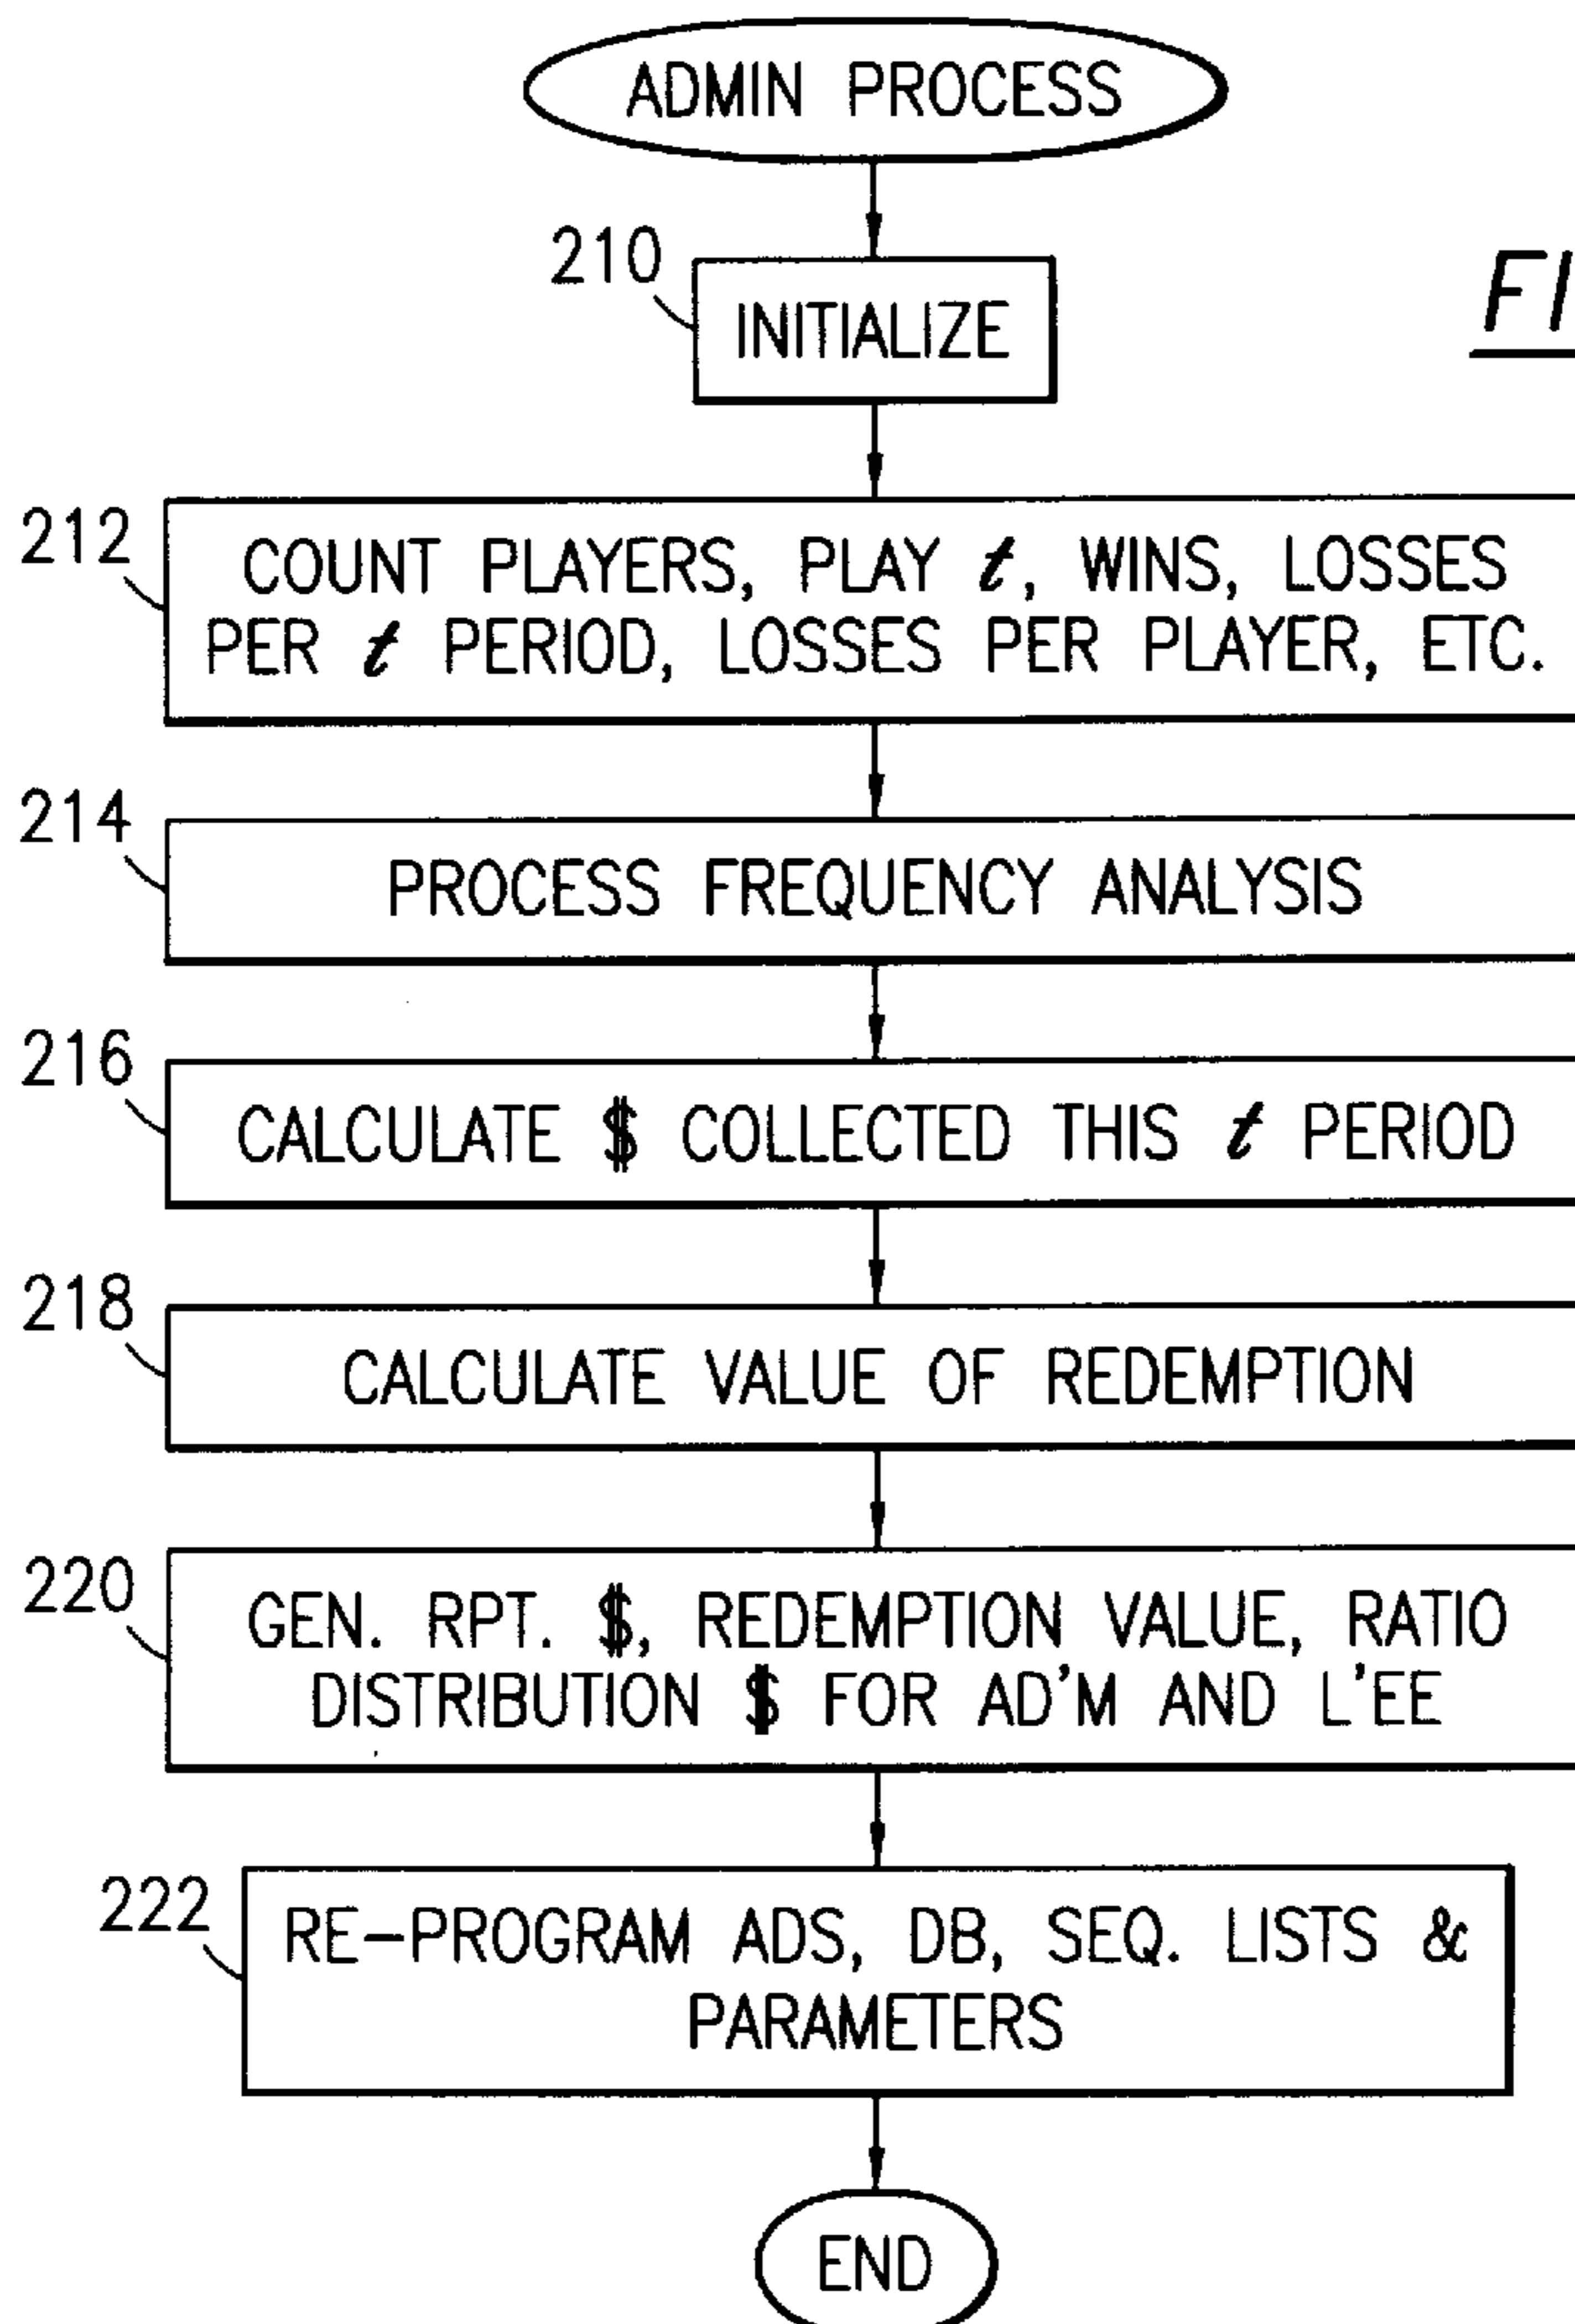 ADMIN PROCESS
210
INITIALIZE
FI
212
COUNT PLAYERS, PLAY t, WINS, LOSSES
PER t PERIOD, LOSSES PER PLAYER, ETC.
214
PROCESS FREQUENCY ANALYSIS
216
CALCULATE $ COLLECTED THIS t PERIOD
218
CALCULATE VALUE OF REDEMPTION
220
GEN. RPT. $, REDEMPTION VALUE, RATIO
DISTRIBUTION $ FOR AD'M AND L'EE
222
RE-PROGRAM ADS, DB, SEQ. LISTS &
PARAMETERS
END